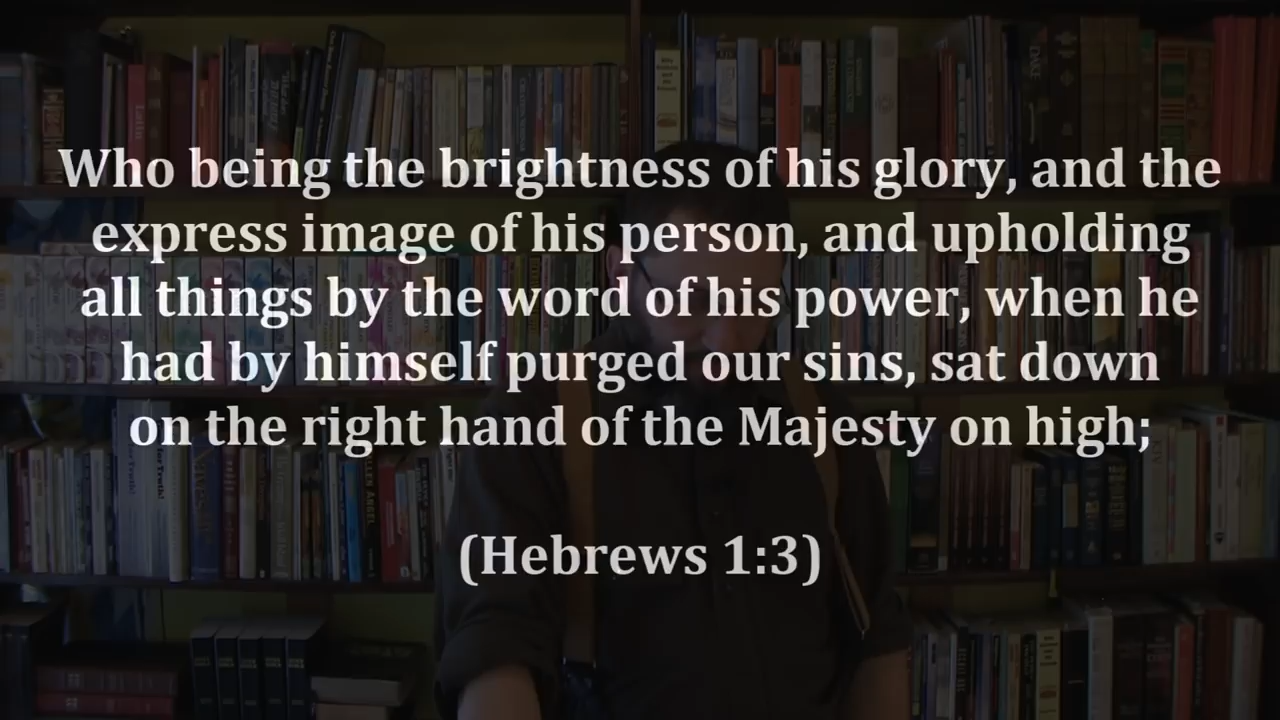 Who being the brightness of his glory, and the
express image of his person, and upholding
all things by the word of his power, when he
had by himself purged our sins, sat down
on the right hand of the Majesty on high;
(Hebrews 1:3)